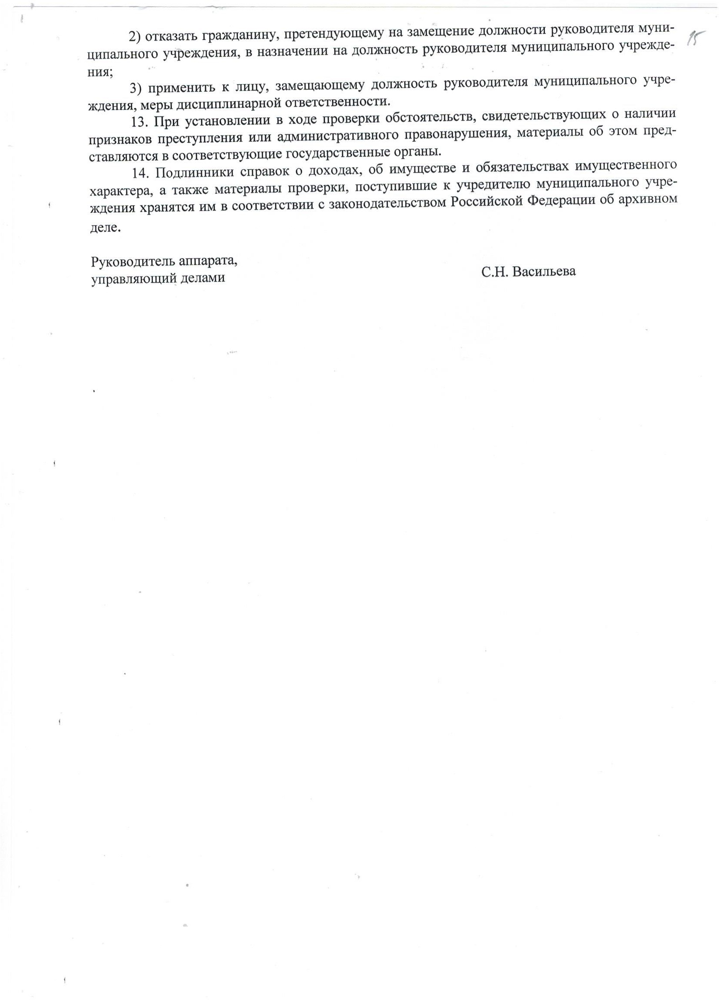 15
2) отказать гражданину, претендующему на замещение должности руководителя муни-
ципального учреждения, в назначении на должность руководителя муниципального учрежде-
ния;
3) применить к лицу, замещающему должность руководителя муниципального учре-
ждения, меры дисциплинарной ответственности.
13. При установлении в ходе проверки обстоятельств, свидетельствующих о наличии
признаков преступления или административного правонарушения, материалы об этом пред-
ставляются в соответствующие государственные органы.
14. Подлинники справок о доходах, об имуществе и обязательствах имущественного
характера, а также материалы проверки, поступившие к учредителю муниципального учре-
ждения хранятся им в соответствии с законодательством Российской Федерации об архивном
деле.
Руководитель аппарата,
управляющий делами
С.Н. Васильева